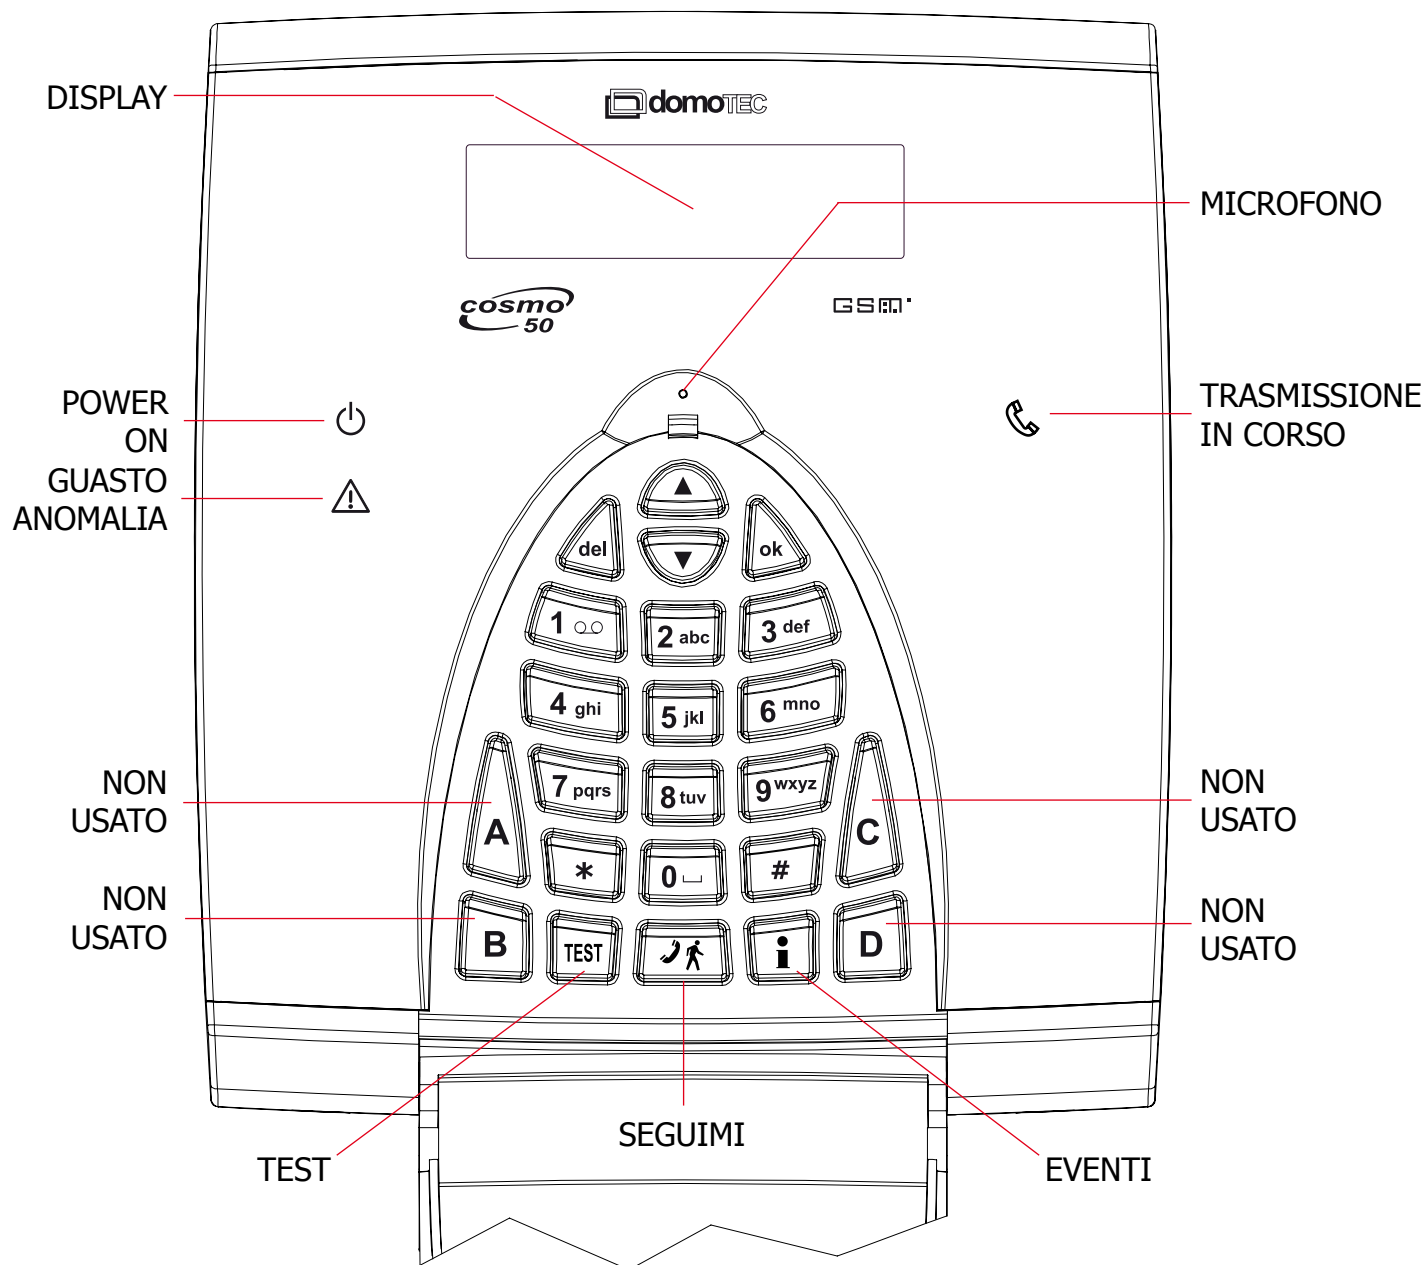 domoTEC
DISPLAY
MICROFONO
cosmo
50
GSM
POWER
ON
TRASMISSIONE
IN CORSO
GUASTO
ANOMALIA
del
ok
1
2 abc
3 def
4 ghi
5 jkl
6 mno
7 pqrs
8 tuv
9 wxyz
NON
USATO
A
C
NON
USATO
*
0
#
NON
USATO
B
TEST
i
D
NON
USATO
SEGUIMI
TEST
EVENTI